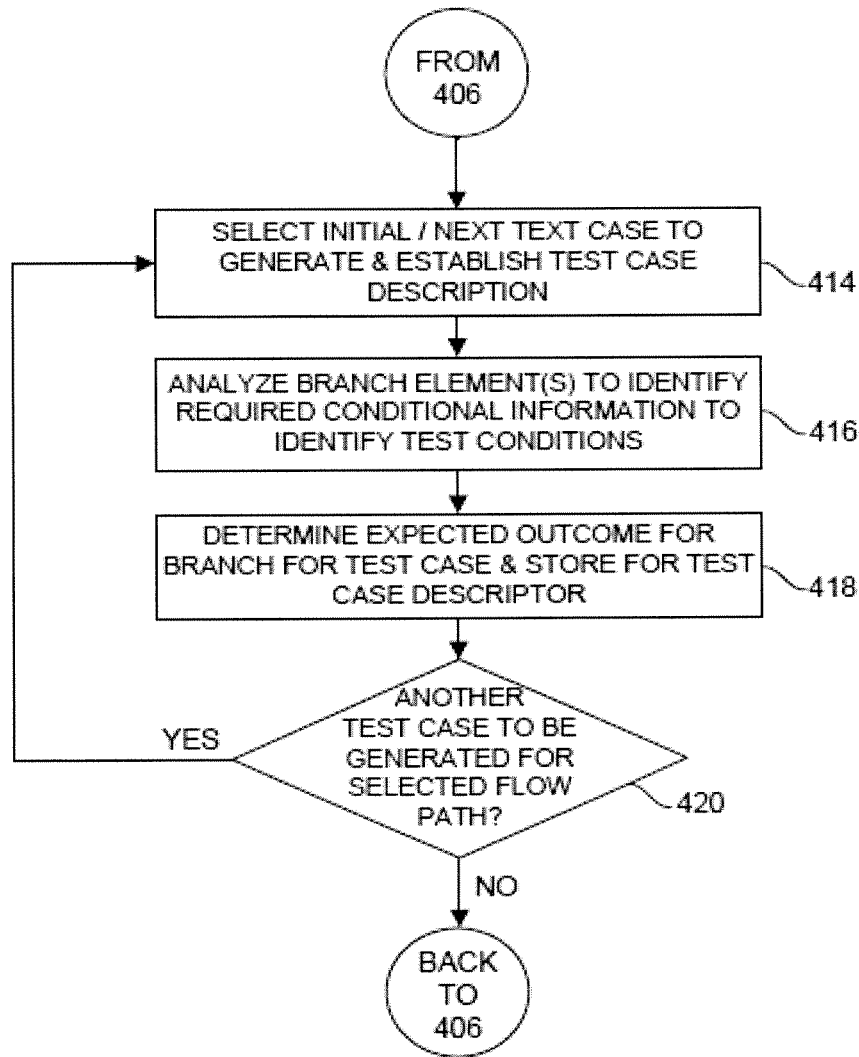 FROM
406
SELECT INITIAL / NEXT TEXT CASE TO
GENERATE & ESTABLISH TEST CASE
DESCRIPTION
414
ANALYZE BRANCH ELEMENT(S) TO IDENTIFY
REQUIRED CONDITIONAL INFORMATION TO
IDENTIFY TEST CONDITIONS
416
DETERMINE EXPECTED OUTCOME FOR
BRANCH FOR TEST CASE & STORE FOR TEST
CASE DESCRIPTOR
418
ANOTHER
TEST CASE TO BE
GENERATED FOR
SELECTED FLOW
PATH?
YES
420
NO
BACK
TO
406